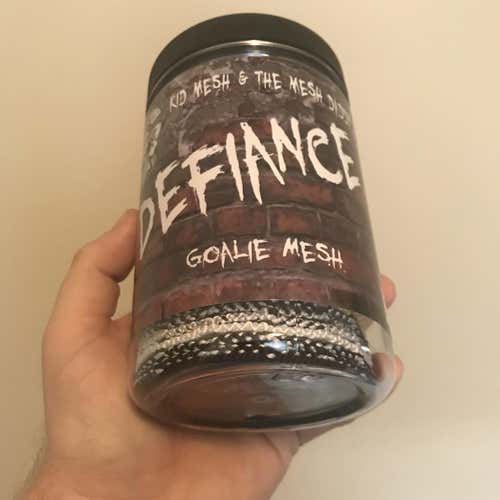 KID MESH & THE MESH
DEFIANCE
GOALIE MESH